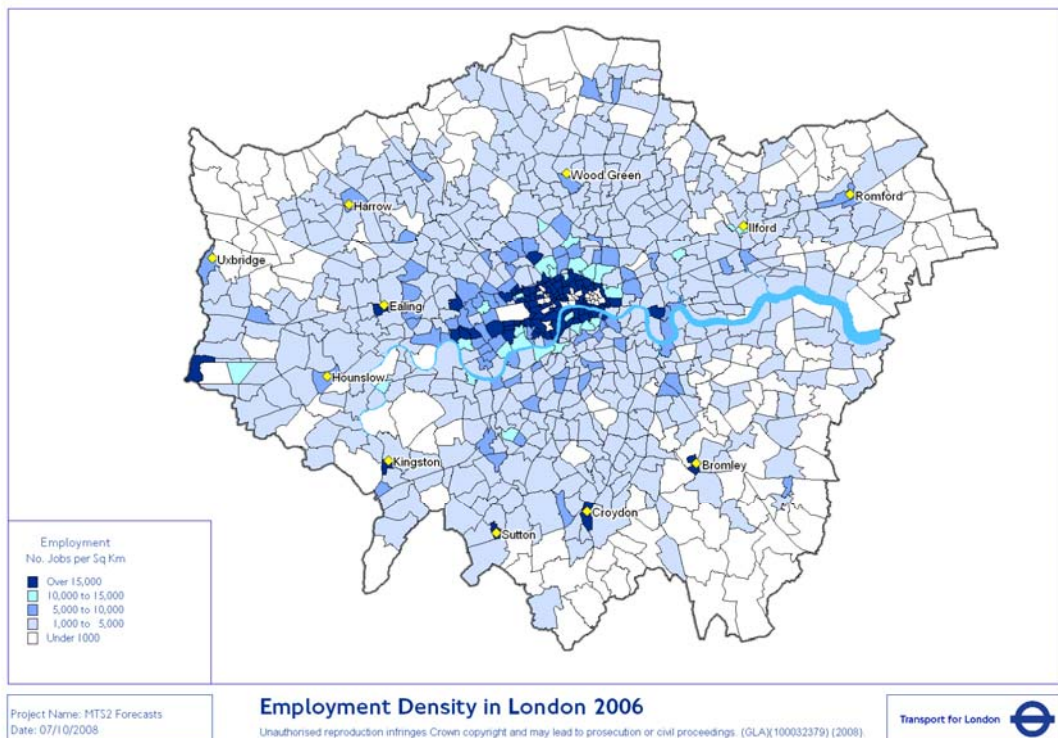 Wood Green
Romford
Harrow
Ilford
Uxbridge
Ealing
Hounslow
Kingston
Bromley
Croydon
Sutton
Employment
No. Jobs per Sq Km
Over 15,000
10,000 to 15,000
5,000 to 10,000
1,000 to 5,000
Under 1000
Project Name: MTS2 Forecasts
Date: 07/10/2008
Employment Density in London 2006
Unauthorised reproduction infringes Crown copyright and may lead to prosecution or civil proceedings. (GLA)(100032379) (2008).
Transport for London